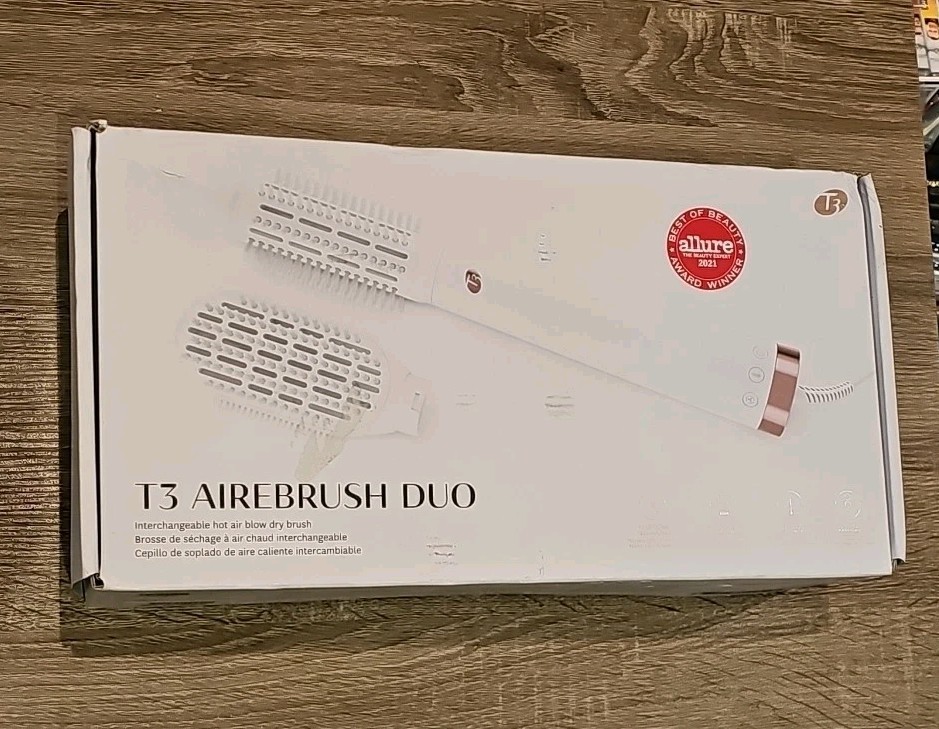 T3
BEST OF BEAUTY
allure
THE BEAUTY EXPERT
2021
AWARD WINNER
T3
T3 AIREBRUSH DUO
Interchangeable hot air blow dry brush
Brosse de séchage à air chaud interchangeable
Cepillo de soplado de aire caliente intercambiable